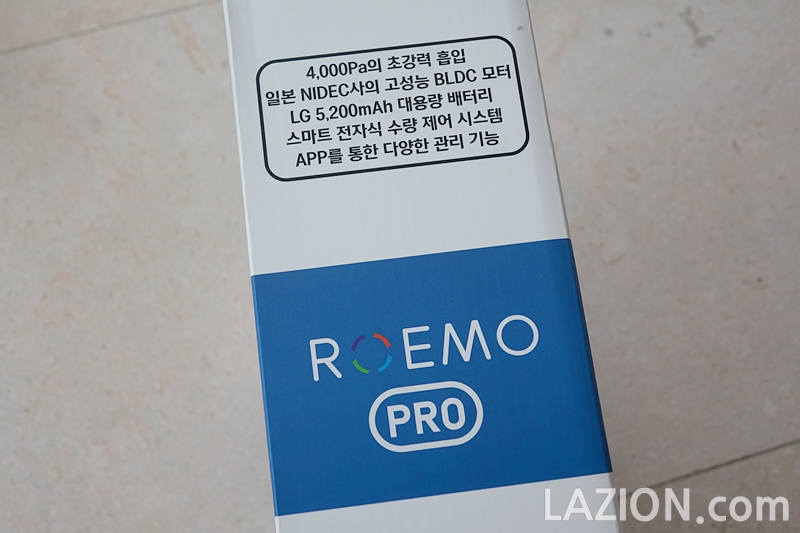 4,000Pa의 초강력 흡입
일본 NIDEC사의 고성능 BLDC 모터
LG 5,200mAh 대용량 배터리
스마트 전자식 수량 제어 시스템
APP를 통한 다양한 관리 기능
ROEMO
PRO
LAZION.com